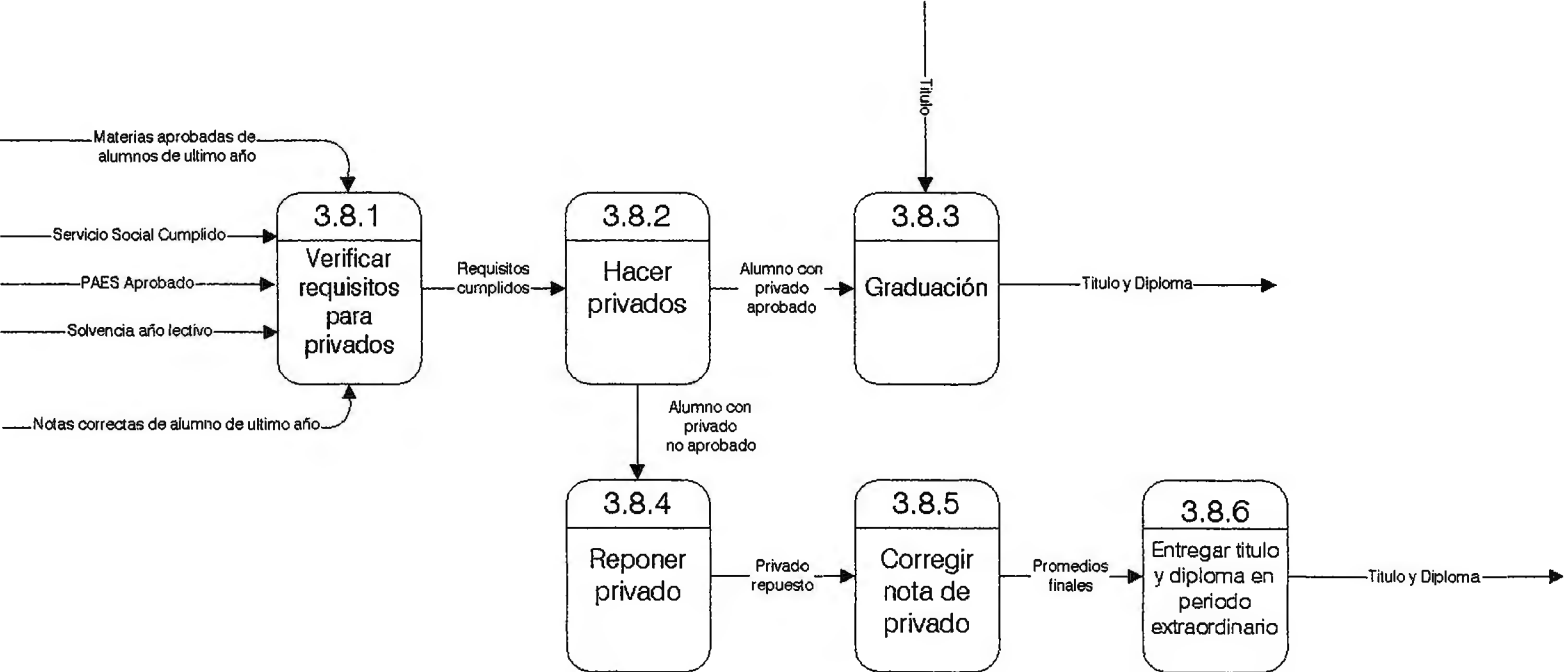 Titulo
Materias aprobadas de
alumnos de ultimo año
Servicio Social Cumplido
PAES Aprobado
Solvencia año lectivo
Notas correctas de alumno de ultimo año
3.8.1
Verificar
requisitos
para
privados
Requisitos
cumplidos
3.8.2
Hacer
privados
Alumno con
privado
aprobado
3.8.3
Graduación
Titulo y Diploma
Alumno con
privado
no aprobado
3.8.4
Reponer
privado
Privado
repuesto
3.8.5
Corregir
nota de
privado
Promedios
finales
3.8.6
Entregar titulo
y diploma en
periodo
extraordinario
Titulo y Diploma